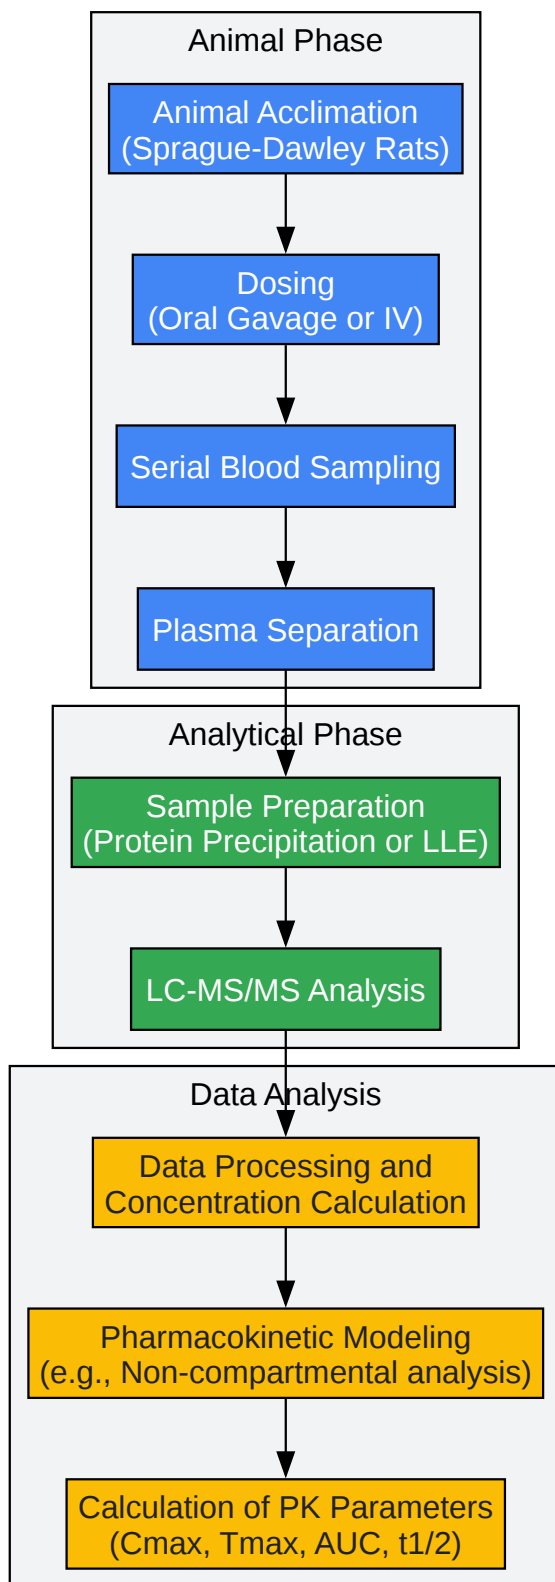 Animal Phase
Animal Acclimation
(Sprague-Dawley Rats)
Dosing
(Oral Gavage or IV)
Serial Blood Sampling
Plasma Separation
Analytical Phase
Sample Preparation
(Protein Precipitation or LLE)
LC-MS/MS Analysis
Data Analysis
Data Processing and
Concentration Calculation
Pharmacokinetic Modeling
(e.g., Non-compartmental analysis)
Calculation of PK Parameters
(Cmax, Tmax, AUC, t1/2)